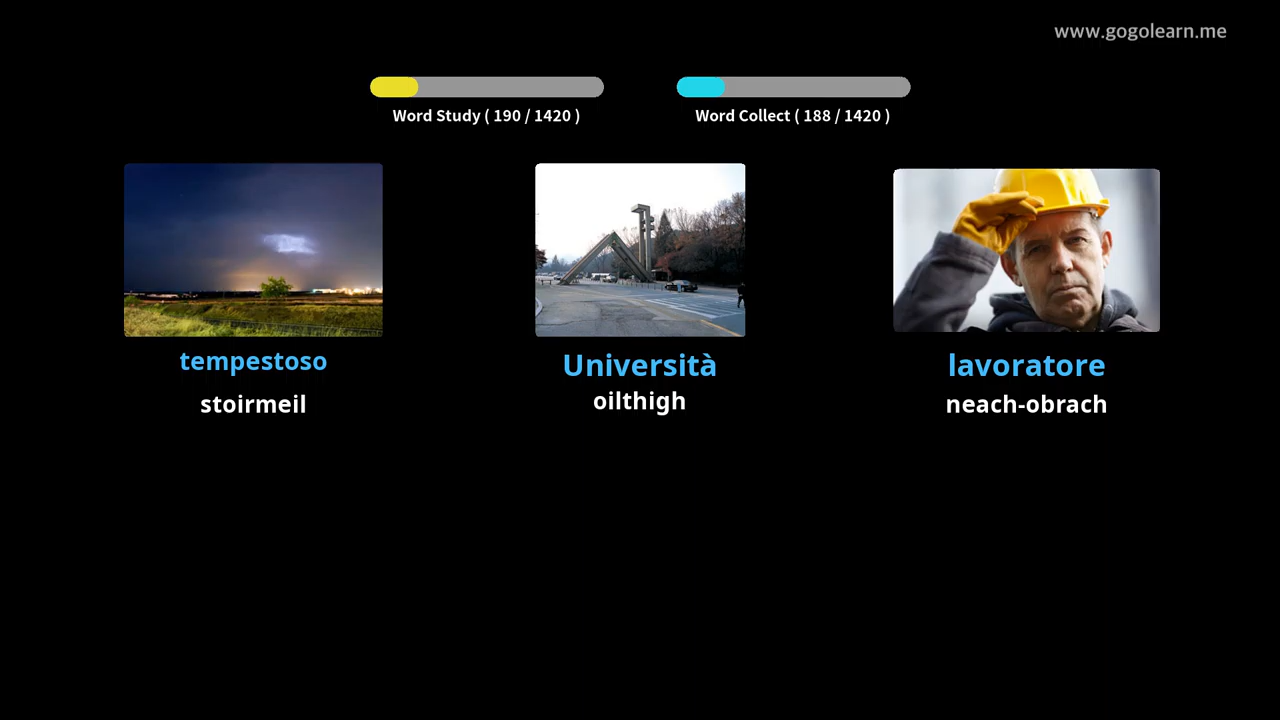 www.gogolearn.me
Word Study ( 190 / 1420 )
Word Collect ( 188 / 1420 )
tempestoso
stoirmeil
Università
oilthigh
lavoratore
neach-obrach